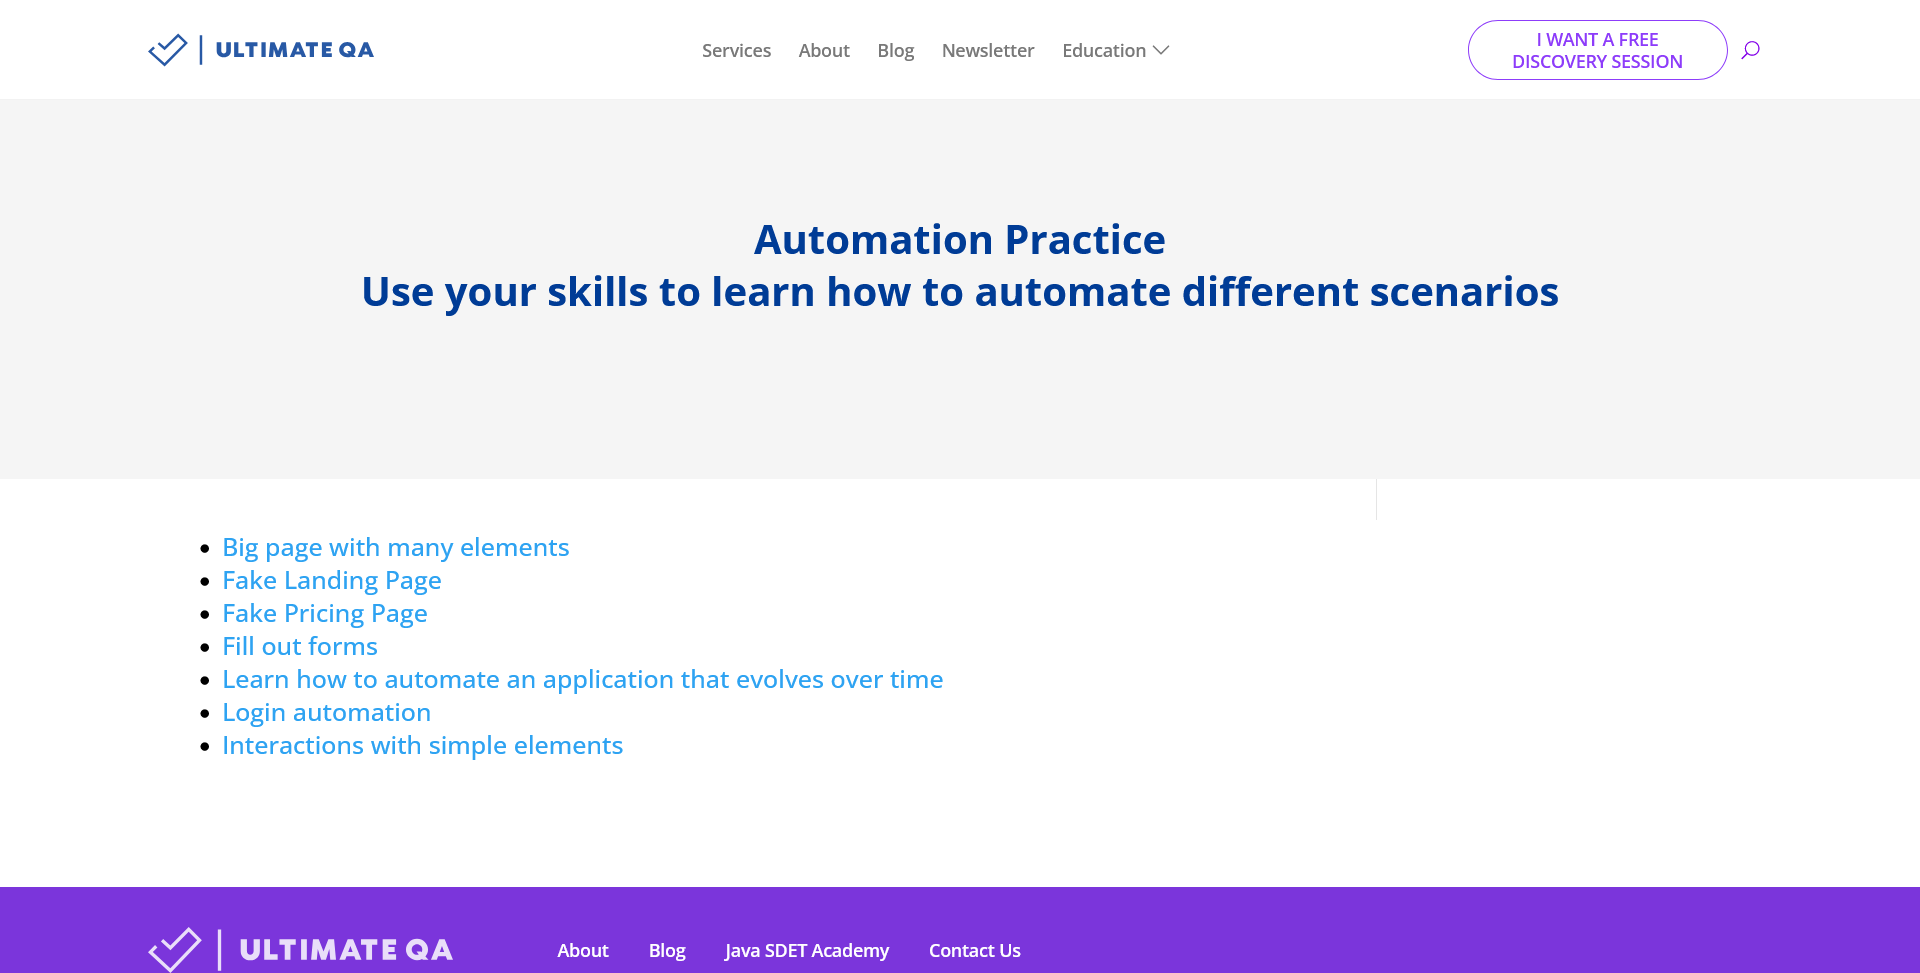 ULTIMATE QA
Services About Blog Newsletter Education
I WANT A FREE
DISCOVERY SESSION
Automation Practice
Use your skills to learn how to automate different scenarios
Big page with many elements
Fake Landing Page
Fake Pricing Page
Fill out forms
Learn how to automate an application that evolves over time
Login automation
Interactions with simple elements
ULTIMATE QA
About Blog Java SDET Academy Contact Us